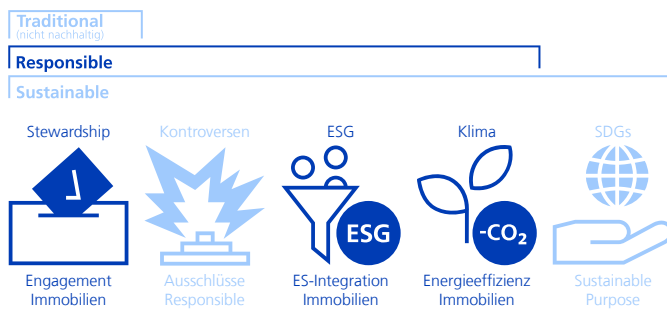 Traditional
(nicht nachhaltig)
Responsible
Sustainable
Stewardship
Kontroversen
ESG
Klima
SDGs
ESG
-CO₂
Engagement
Immobilien
Ausschlüsse
Responsible
ES-Integration
Immobilien
Energieeffizienz
Immobilien
Sustainable
Purpose